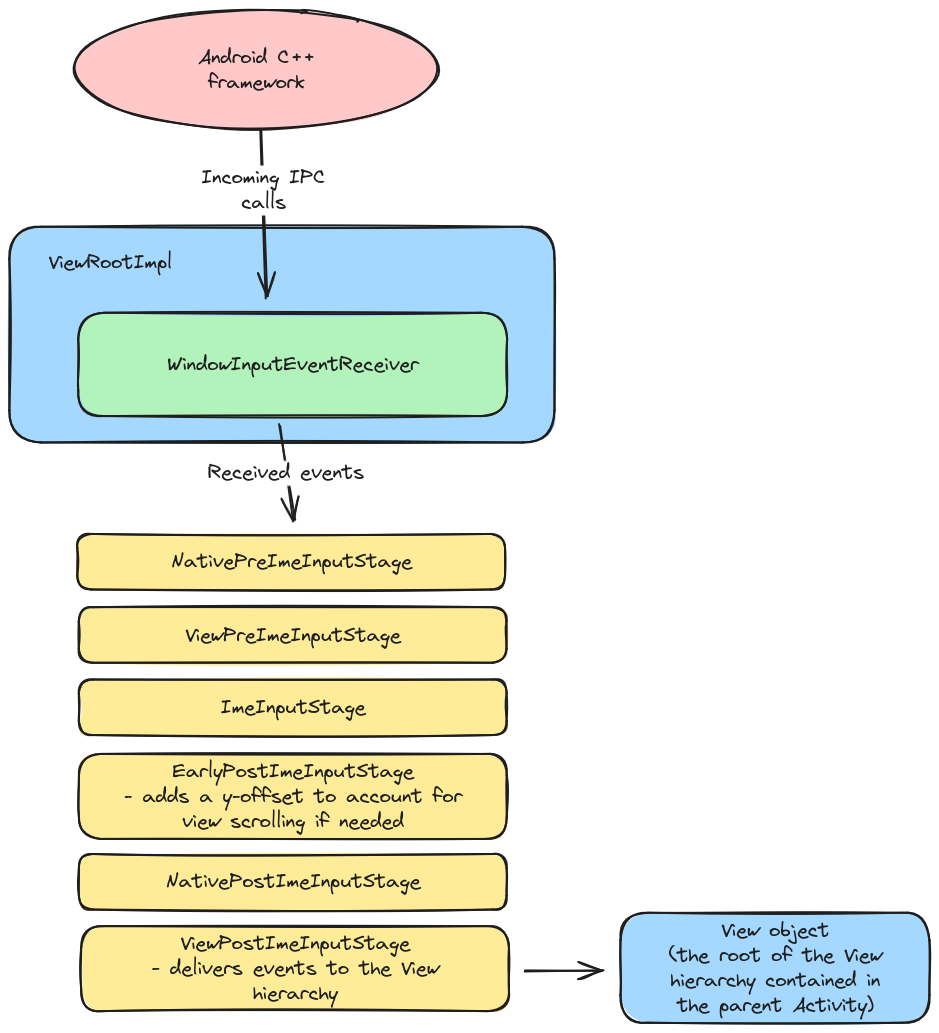 Android C++
framework
Incoming IPC
calls
ViewRootImpl
WindowInputEventReceiver
Received events
NativePreImeInputStage
ViewPreImeInputStage
ImeInputStage
EarlyPostImeInputStage
- adds a y-offset to account for
view scrolling if needed
NativePostImeInputStage
ViewPostImeInputStage
- delivers events to the View
hierarchy
View object
(the root of the View
hierarchy contained in
the parent Activity)